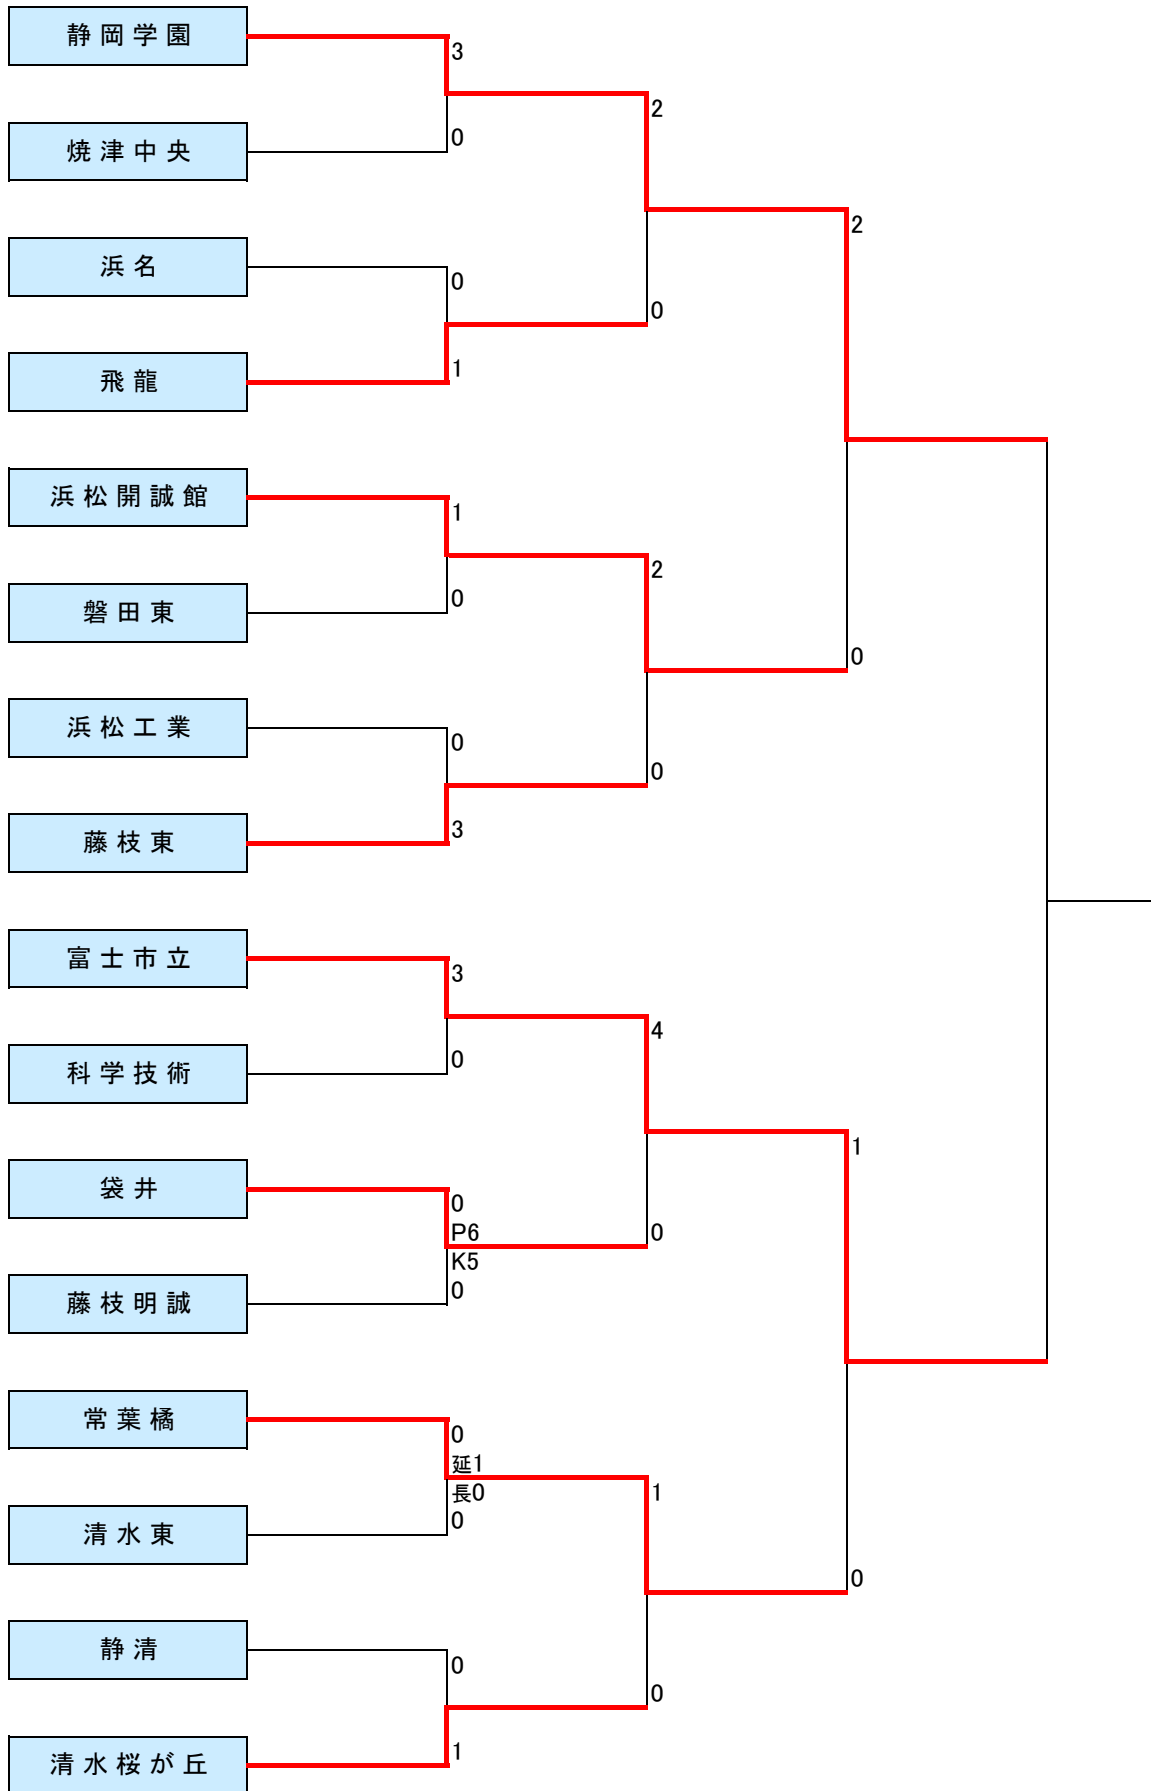 静岡学園
3
2
焼津中央
0
2
浜名
0
0
飛龍
1
浜松開誠館
1
2
磐田東
0
0
浜松工業
0
0
藤枝東
3
富士市立
3
4
科学技術
0
1
袋井
0
P6
0
K5
藤枝明誠
0
常葉橘
0
延1
1
長0
清水東
0
0
静清
0
0
清水桜が丘
1